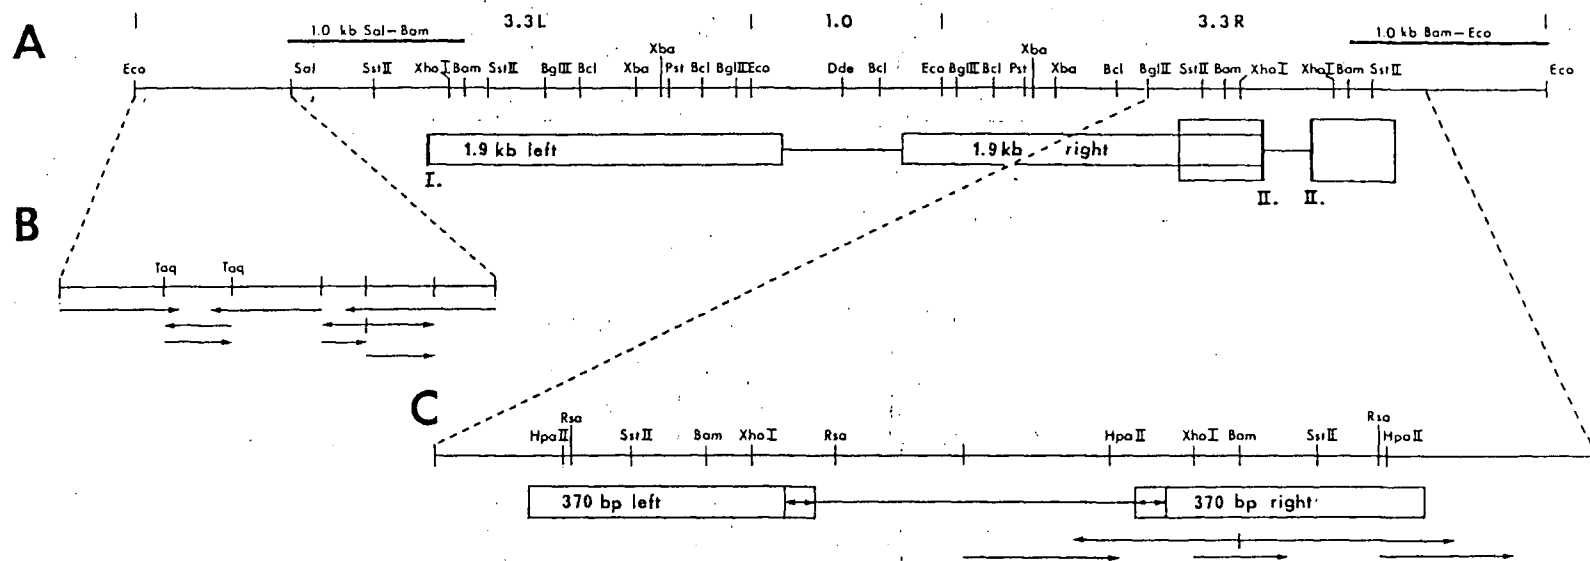 A
3.3L 1.0 3.3R
1.0 kb Sal-Bam 1.0 kb Bam-Eco
Xba Xba
Eco Sal SstII XhoI Bam SstII BglII Bcl Xba Pst Bcl BglII Eco Dde Bcl Eco BglII Bcl Pst Xba Bcl BglII SstII Bam XhoI XhoI Bam SstII Eco
1.9 kb left 1.9 kb right
I. II. II.
B
Taq Taq
C
Rsa Rsa
HpaII SstII Bam XhoI Rsa HpaII XhoI Bam SstII HpaII
370 bp left 370 bp right